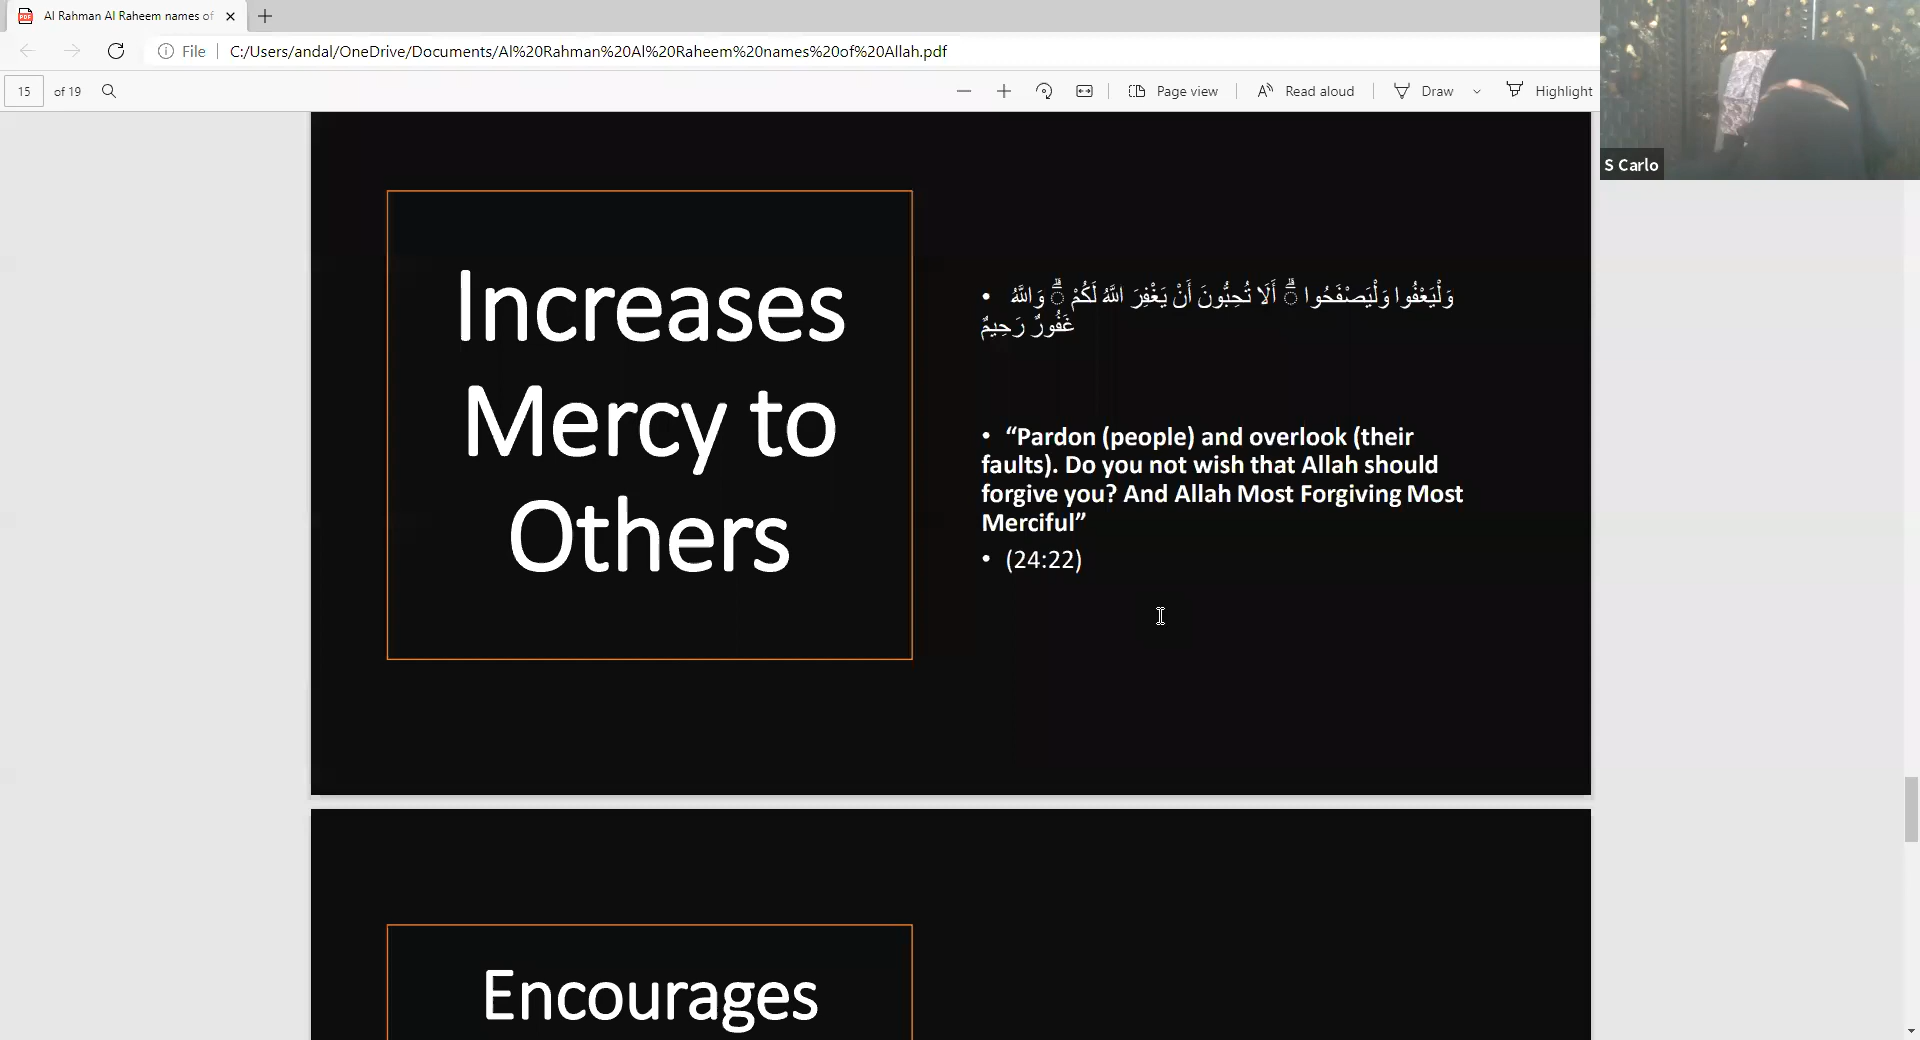 Al Rahman Al Raheem names of
File
C:/Users/andal/OneDrive/Documents/Al%20Rahman%20Al%20Raheem%20names%20of%20Allah.pdf
15 of 19
Page view
Read aloud
Draw
Highlight
S Carlo
Increases
Mercy to
Others
• وَلْيَعْفُوا وَلْيَصْفَحُوا ۗ أَلَا تُحِبُّونَ أَنْ يَغْفِرَ اللَّهُ لَكُمْ ۗ وَاللَّهُ
غَفُورٌ رَحِيمٌ
• “Pardon (people) and overlook (their
faults). Do you not wish that Allah should
forgive you? And Allah Most Forgiving Most
Merciful”
• (24:22)
Encourages